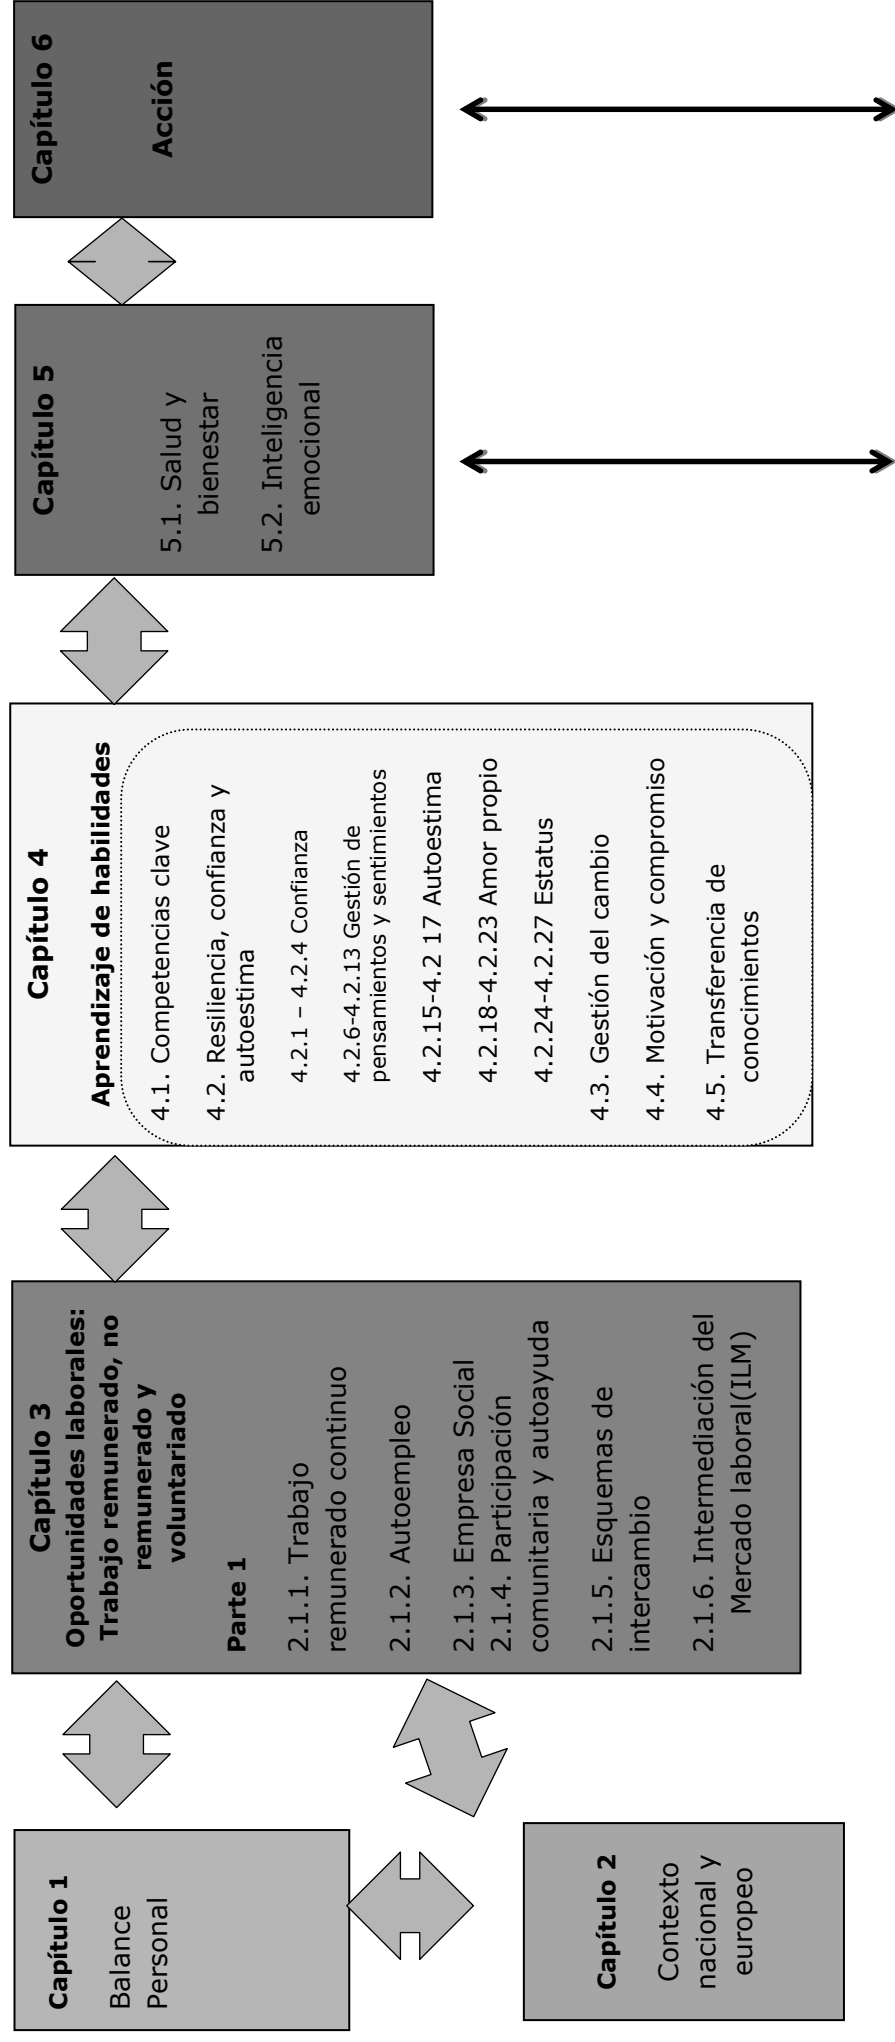 Capítulo 1
Balance
Personal
Capítulo 2
Contexto
nacional y
europeo
Capítulo 3
Oportunidades laborales:
Trabajo remunerado, no
remunerado y
voluntariado
Parte 1
2.1.1. Trabajo
remunerado continuo
2.1.2. Autoempleo
2.1.3. Empresa Social
2.1.4. Participación
comunitaria y autoayuda
2.1.5. Esquemas de
intercambio
2.1.6. Intermediación del
Mercado laboral(ILM)
Capítulo 4
Aprendizaje de habilidades
4.1. Competencias clave
4.2. Resiliencia, confianza y
autoestima
4.2.1 – 4.2.4 Confianza
4.2.6-4.2.13 Gestión de
pensamientos y sentimientos
4.2.15-4.2 17 Autoestima
4.2.18-4.2.23 Amor propio
4.2.24-4.2.27 Estatus
4.3. Gestión del cambio
4.4. Motivación y compromiso
4.5. Transferencia de
conocimientos
Capítulo 5
5.1. Salud y
bienestar
5.2. Inteligencia
emocional
Capítulo 6
Acción